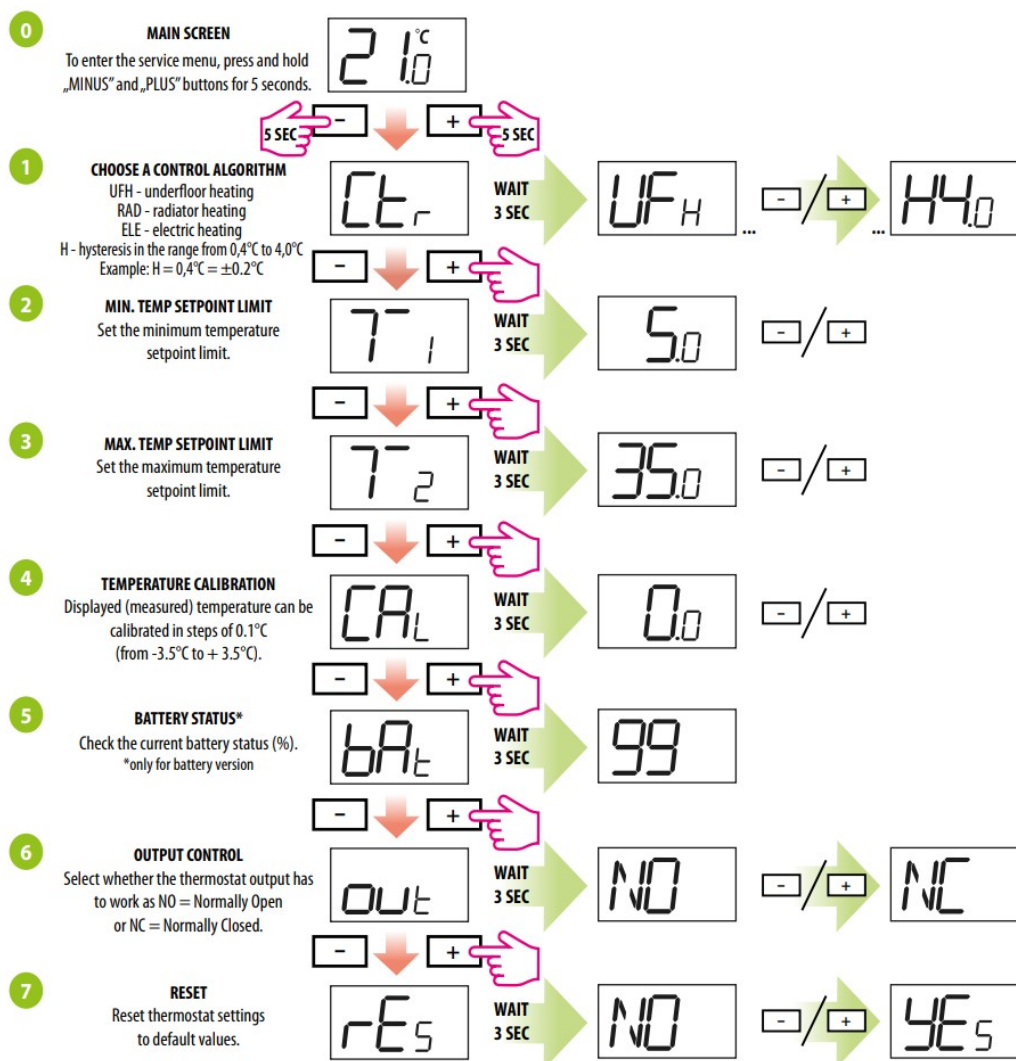 0
MAIN SCREEN
To enter the service menu, press and hold
„MINUS" and „PLUS" buttons for 5 seconds.
21.0 °C
5 SEC - + 5 SEC
1
CHOOSE A CONTROL ALGORITHM
UFH - underfloor heating
RAD - radiator heating
ELE - electric heating
H - hysteresis in the range from 0,4°C to 4,0°C
Example: H = 0,4°C = ±0.2°C
Ctr
WAIT
3 SEC
UFH ... - / + ... H4.0
- +
2
MIN. TEMP SETPOINT LIMIT
Set the minimum temperature
setpoint limit.
T1
WAIT
3 SEC
5.0 - / +
- +
3
MAX. TEMP SETPOINT LIMIT
Set the maximum temperature
setpoint limit.
T2
WAIT
3 SEC
35.0 - / +
- +
4
TEMPERATURE CALIBRATION
Displayed (measured) temperature can be
calibrated in steps of 0.1°C
(from -3.5°C to + 3.5°C).
CAL
WAIT
3 SEC
0.0 - / +
- +
5
BATTERY STATUS*
Check the current battery status (%).
*only for battery version
bAt
WAIT
3 SEC
99
- +
6
OUTPUT CONTROL
Select whether the thermostat output has
to work as NO = Normally Open
or NC = Normally Closed.
out
WAIT
3 SEC
NO - / + NC
- +
7
RESET
Reset thermostat settings
to default values.
rES
WAIT
3 SEC
NO - / + YES